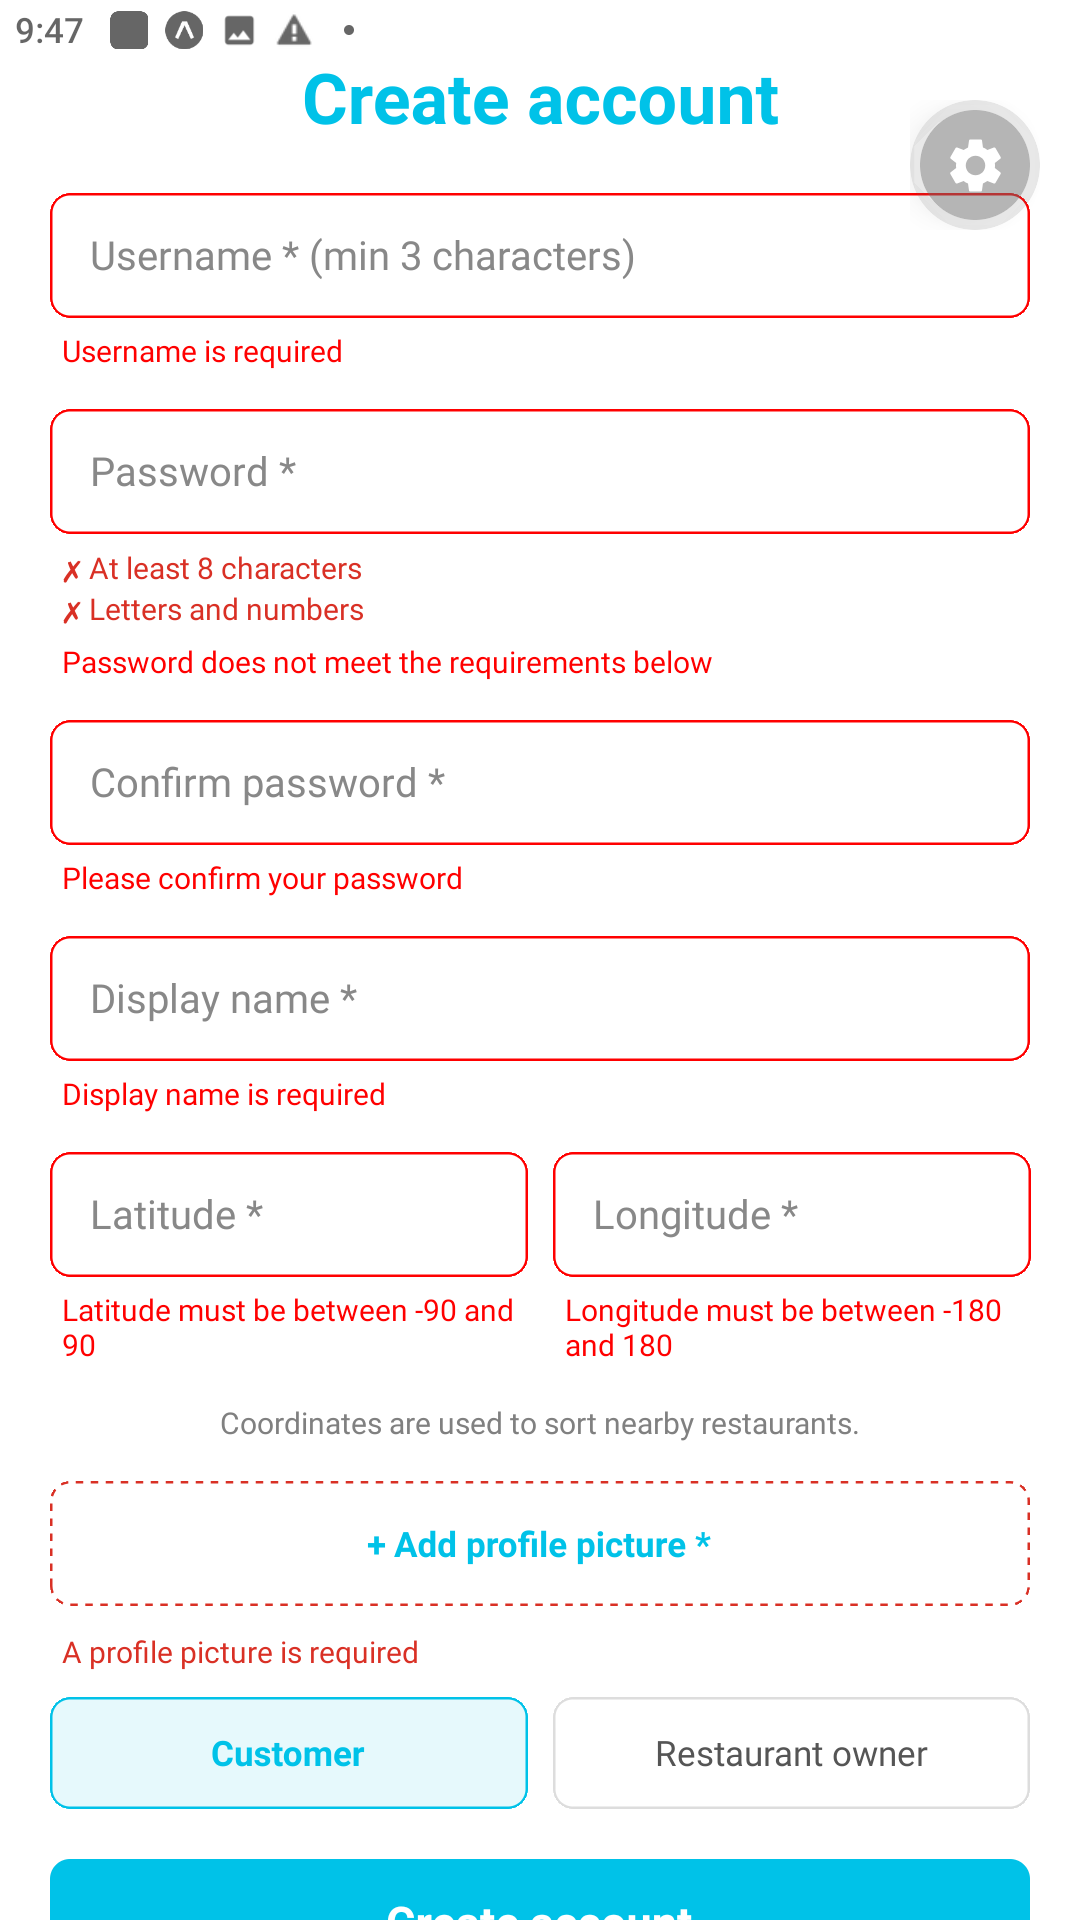 9:47
Create account
Username * (min 3 characters)
Username is required
Password *
✗ At least 8 characters
✗ Letters and numbers
Password does not meet the requirements below
Confirm password *
Please confirm your password
Display name *
Display name is required
Latitude *
Longitude *
Latitude must be between -90 and
90
Longitude must be between -180
and 180
Coordinates are used to sort nearby restaurants.
+ Add profile picture *
A profile picture is required
Customer
Restaurant owner
Create account